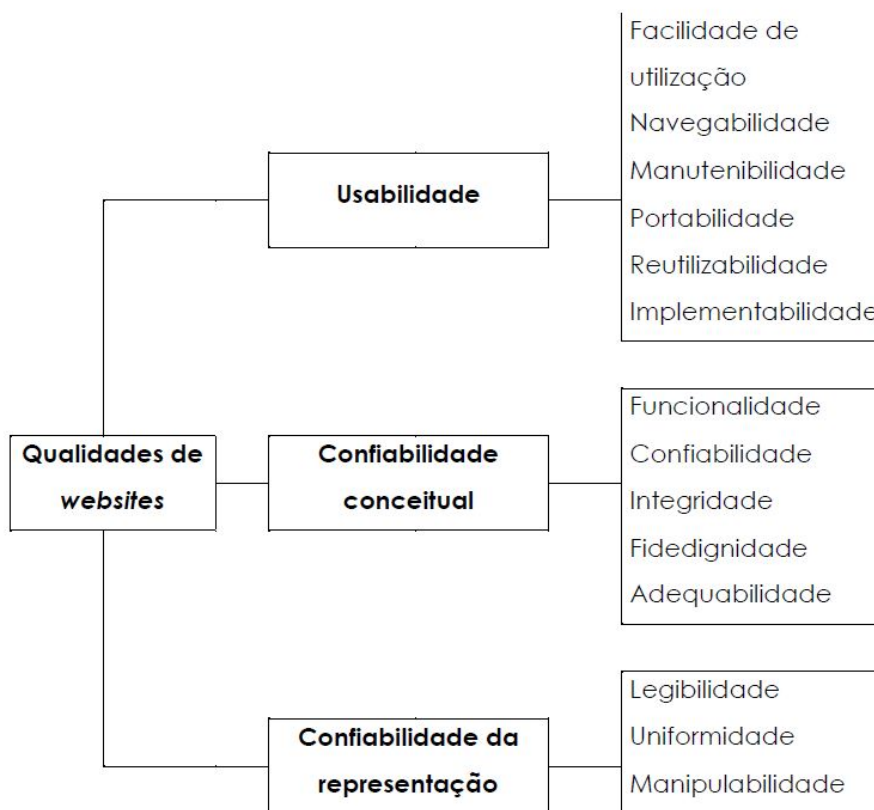 Facilidade de
utilização
Navegabilidade
Manutenibilidade
Portabilidade
Reutilizabilidade
Implementabilidade
Usabilidade
Qualidades de
websites
Confiabilidade
conceitual
Funcionalidade
Confiabilidade
Integridade
Fidedignidade
Adequabilidade
Confiabilidade da
representação
Legibilidade
Uniformidade
Manipulabilidade